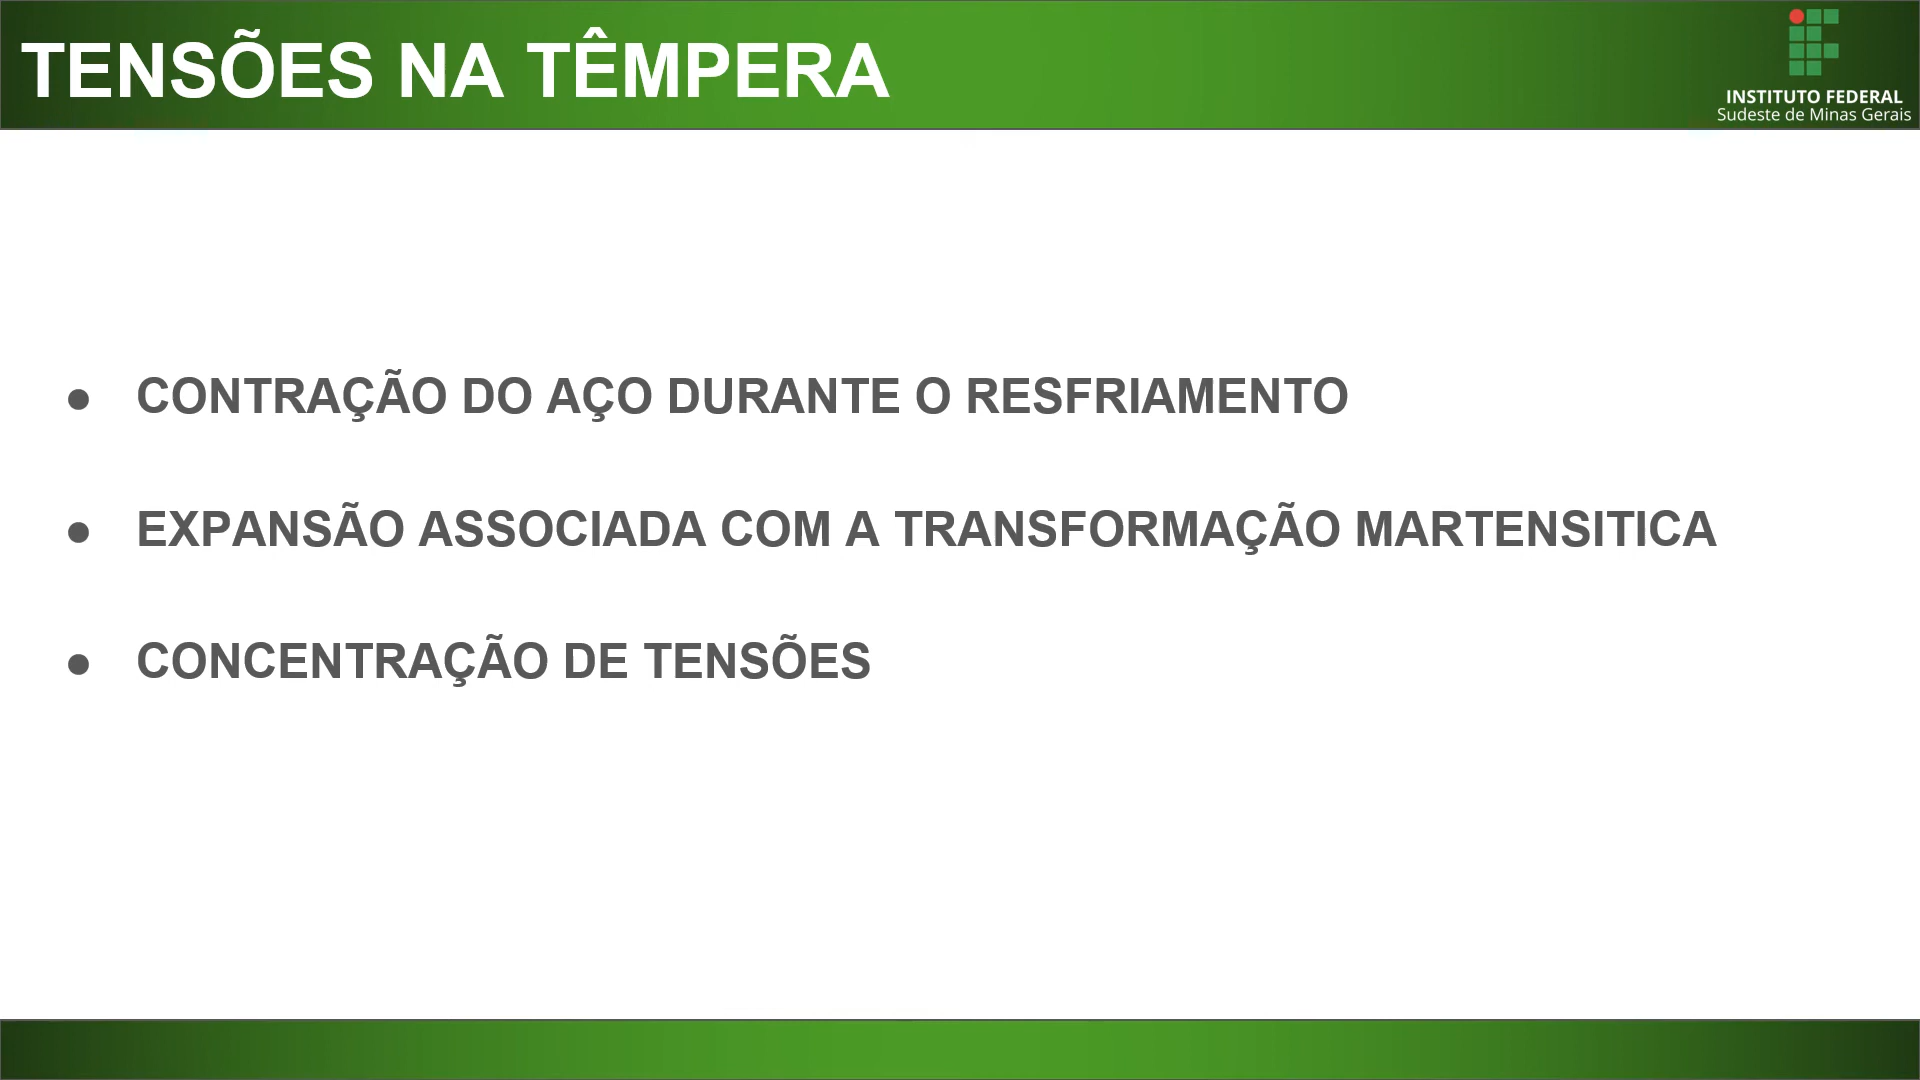 TENSÕES NA TÊMPERA
INSTITUTO FEDERAL
Sudeste de Minas Gerais
● CONTRAÇÃO DO AÇO DURANTE O RESFRIAMENTO
● EXPANSÃO ASSOCIADA COM A TRANSFORMAÇÃO MARTENSITICA
● CONCENTRAÇÃO DE TENSÕES